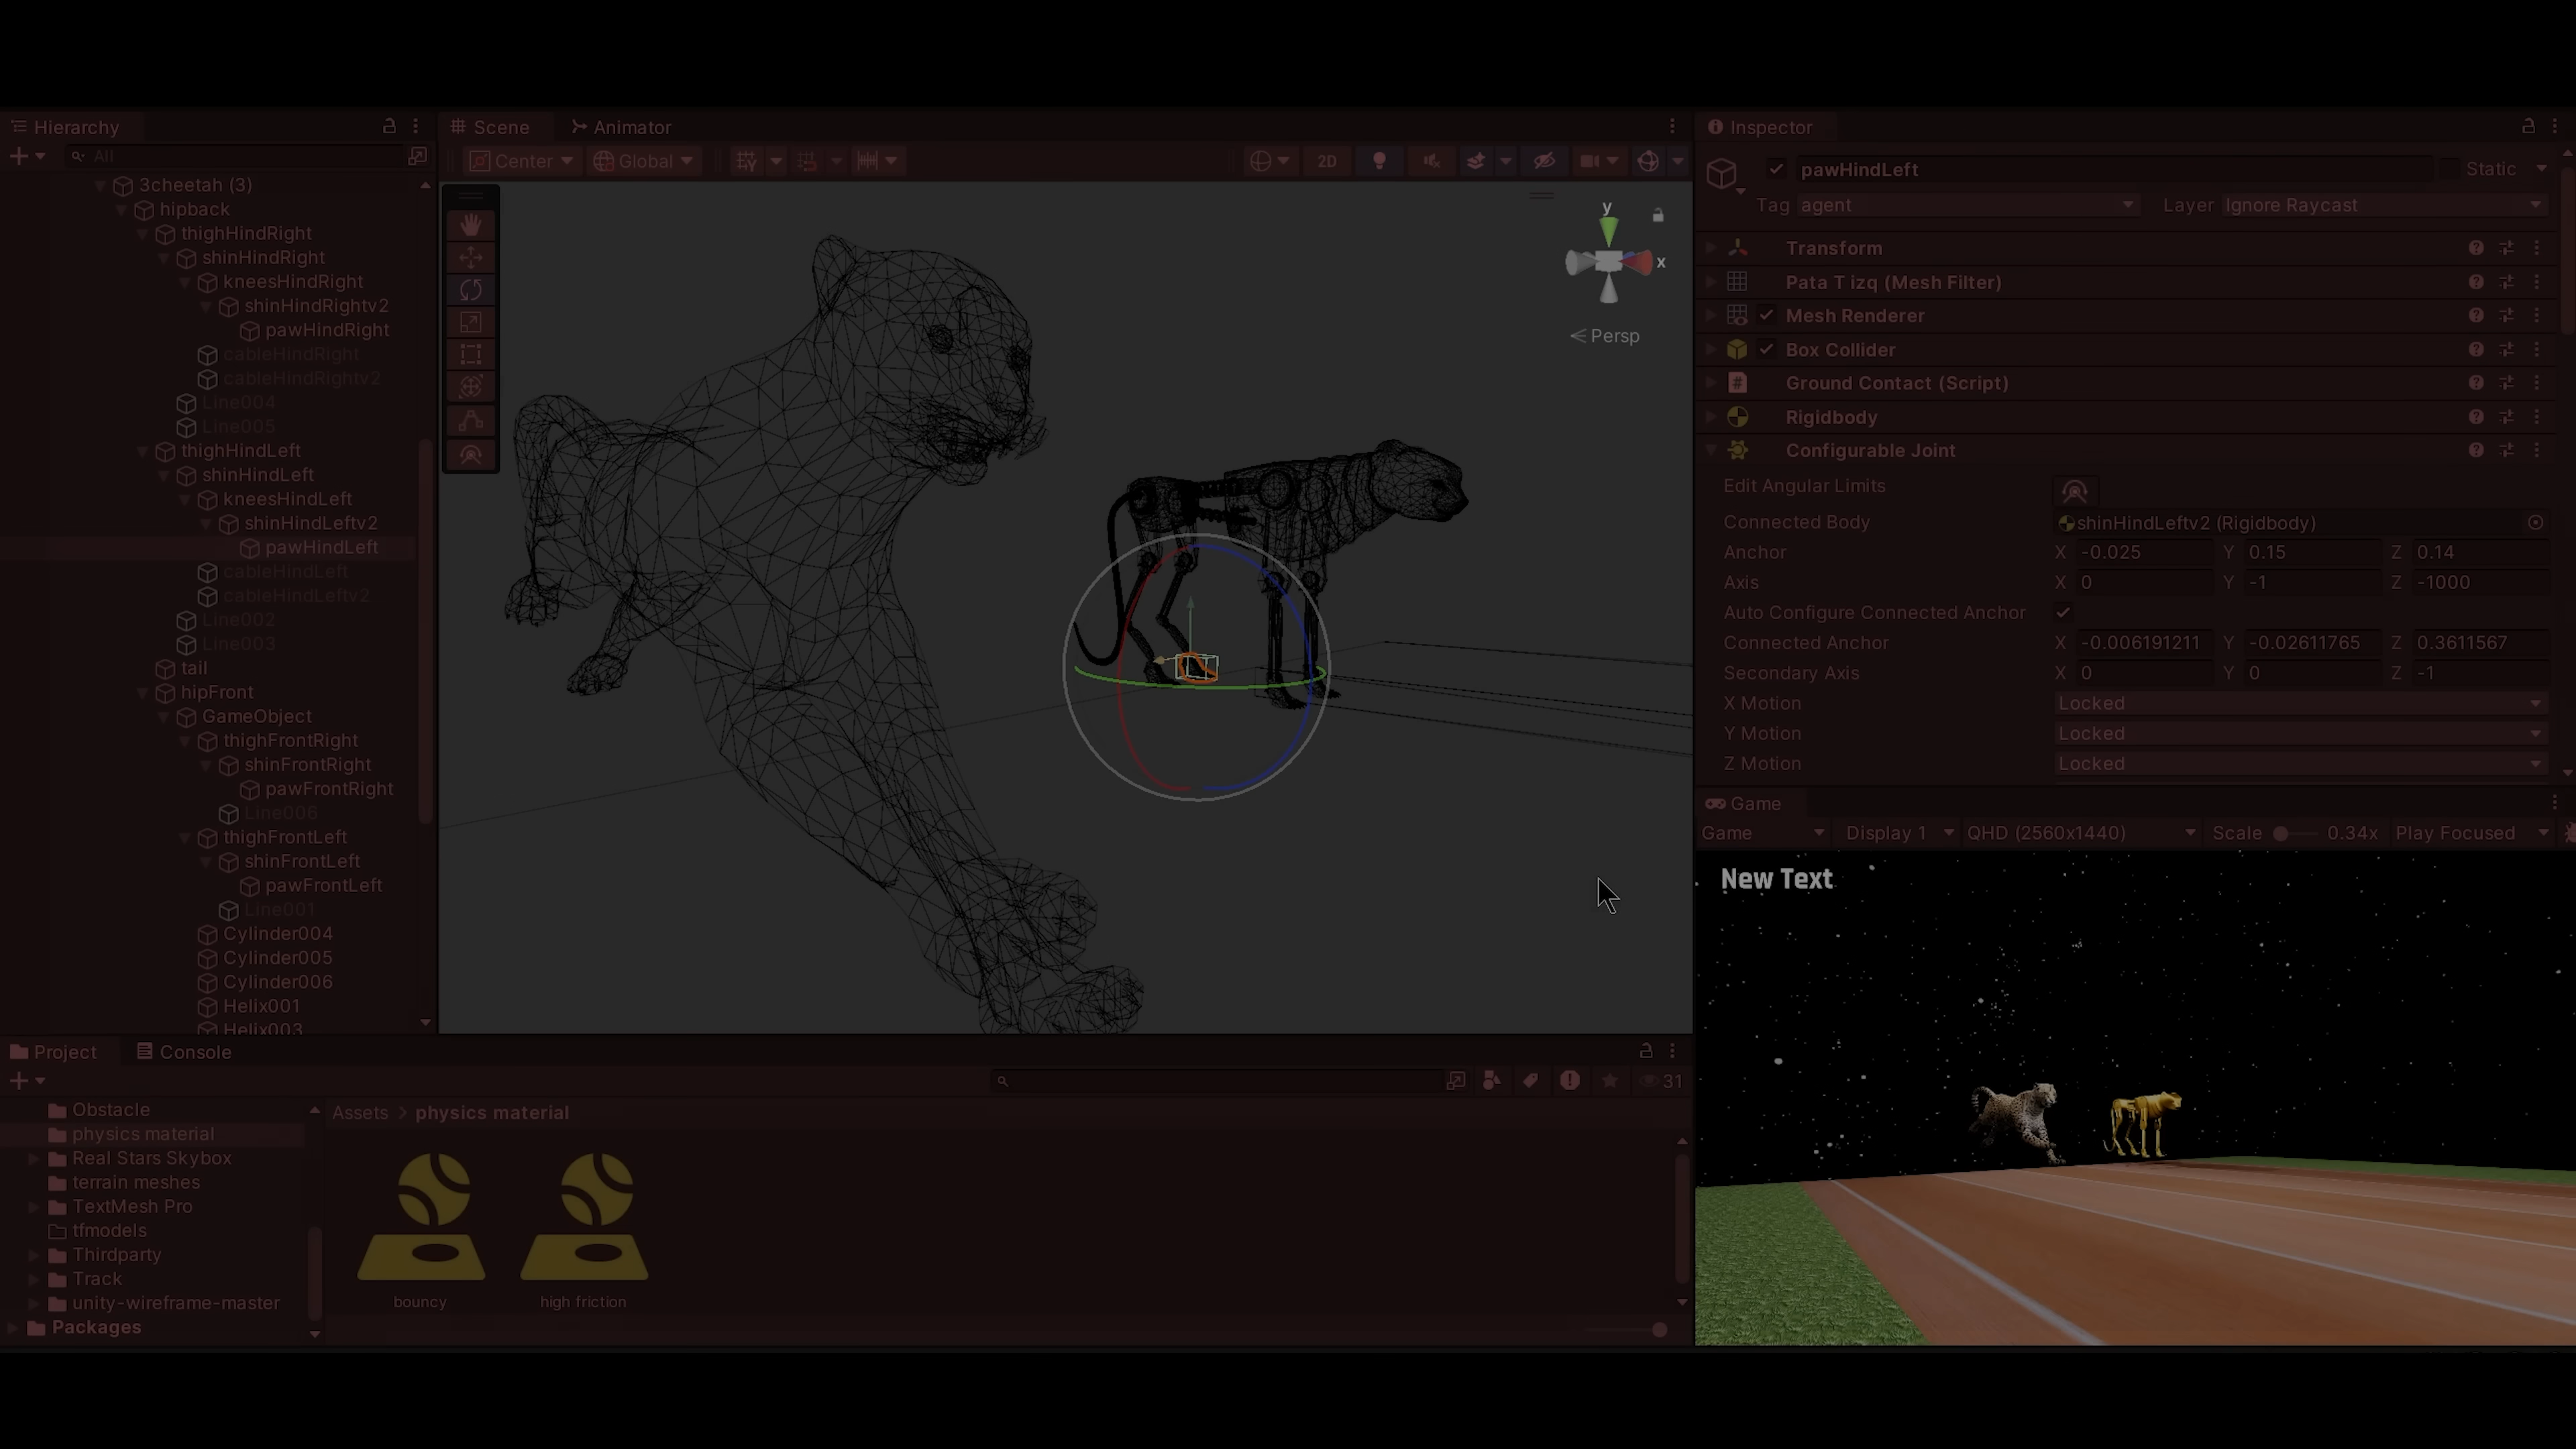 Hierarchy
All
3cheetah (3)
hipback
thighHindRight
shinHindRight
kneesHindRight
shinHindRightv2
pawHindRight
cableHindRight
cableHindRightv2
Line004
Line005
thighHindLeft
shinHindLeft
kneesHindLeft
shinHindLeftv2
pawHindLeft
cableHindLeft
cableHindLeftv2
Line002
Line003
tail
hipFront
GameObject
thighFrontRight
shinFrontRight
pawFrontRight
Line006
thighFrontLeft
shinFrontLeft
pawFrontLeft
Line001
Cylinder004
Cylinder005
Cylinder006
Helix001
Helix003
Scene Animator
Center Global 2D
y
x
< Persp
Inspector
pawHindLeft Static
Tag agent Layer Ignore Raycast
Transform
Pata T izq (Mesh Filter)
Mesh Renderer
Box Collider
Ground Contact (Script)
Rigidbody
Configurable Joint
Edit Angular Limits
Connected Body shinHindLeftv2 (Rigidbody)
Anchor X -0.025 Y 0.15 Z 0.14
Axis X 0 Y -1 Z -1000
Auto Configure Connected Anchor
Connected Anchor X -0.006191211 Y -0.02611765 Z 0.3611567
Secondary Axis X 0 Y 0 Z -1
X Motion Locked
Y Motion Locked
Z Motion Locked
Game
Game Display 1 QHD (2560x1440) Scale 0.34x Play Focused
New Text
Project Console
31
Obstacle
physics material
Real Stars Skybox
terrain meshes
TextMesh Pro
tfmodels
Thirdparty
Track
unity-wireframe-master
Packages
Assets > physics material
bouncy
high friction